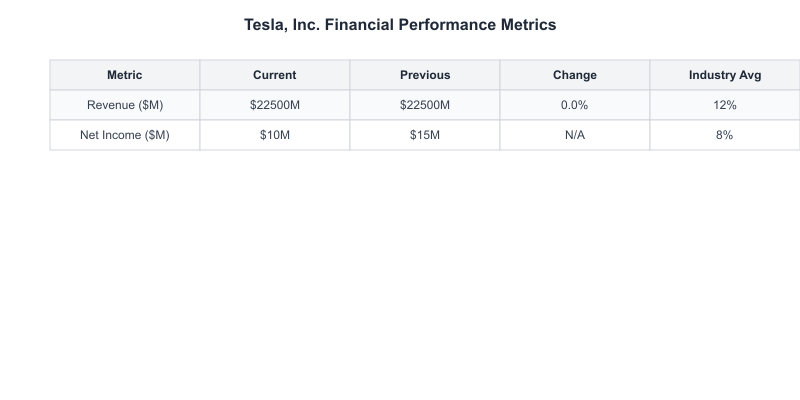 Tesla, Inc. Financial Performance Metrics
Metric Current Previous Change Industry Avg
Revenue ($M) $22500M $22500M 0.0% 12%
Net Income ($M) $10M $15M N/A 8%